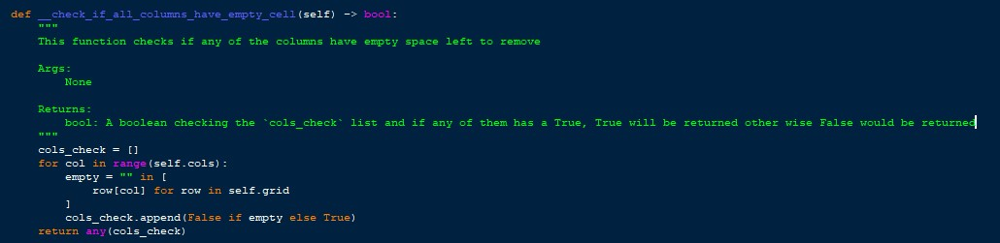 def __check_if_all_columns_have_empty_cell(self) -> bool:
    """
    This function checks if any of the columns have empty space left to remove

    Args:
        None

    Returns:
        bool: A boolean checking the `cols_check` list and if any of them has a True, True will be returned other wise False would be returned
    """
    cols_check = []
    for col in range(self.cols):
        empty = "" in [
            row[col] for row in self.grid
        ]
        cols_check.append(False if empty else True)
    return any(cols_check)